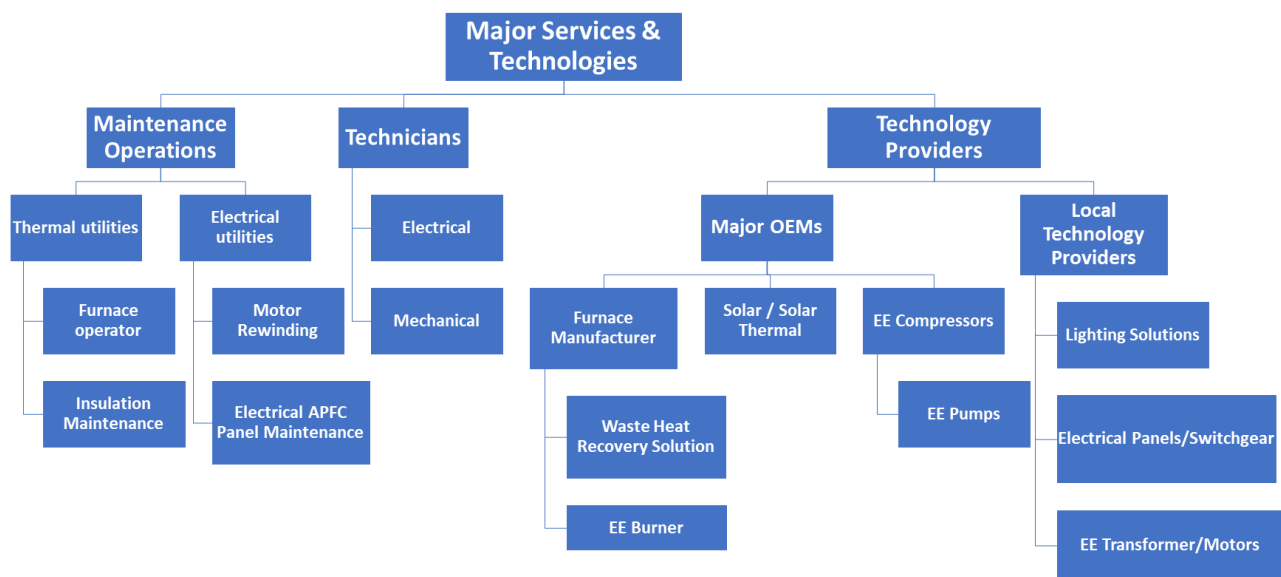 Major Services &
Technologies
Maintenance
Operations
Technicians
Technology
Providers
Thermal utilities
Electrical
utilities
Electrical
Major OEMs
Local
Technology
Providers
Furnace
operator
Motor
Rewinding
Mechanical
Furnace
Manufacturer
Solar / Solar
Thermal
EE Compressors
Lighting Solutions
Insulation
Maintenance
Electrical APFC
Panel Maintenance
Waste Heat
Recovery Solution
EE Pumps
Electrical Panels/Switchgear
EE Burner
EE Transformer/Motors